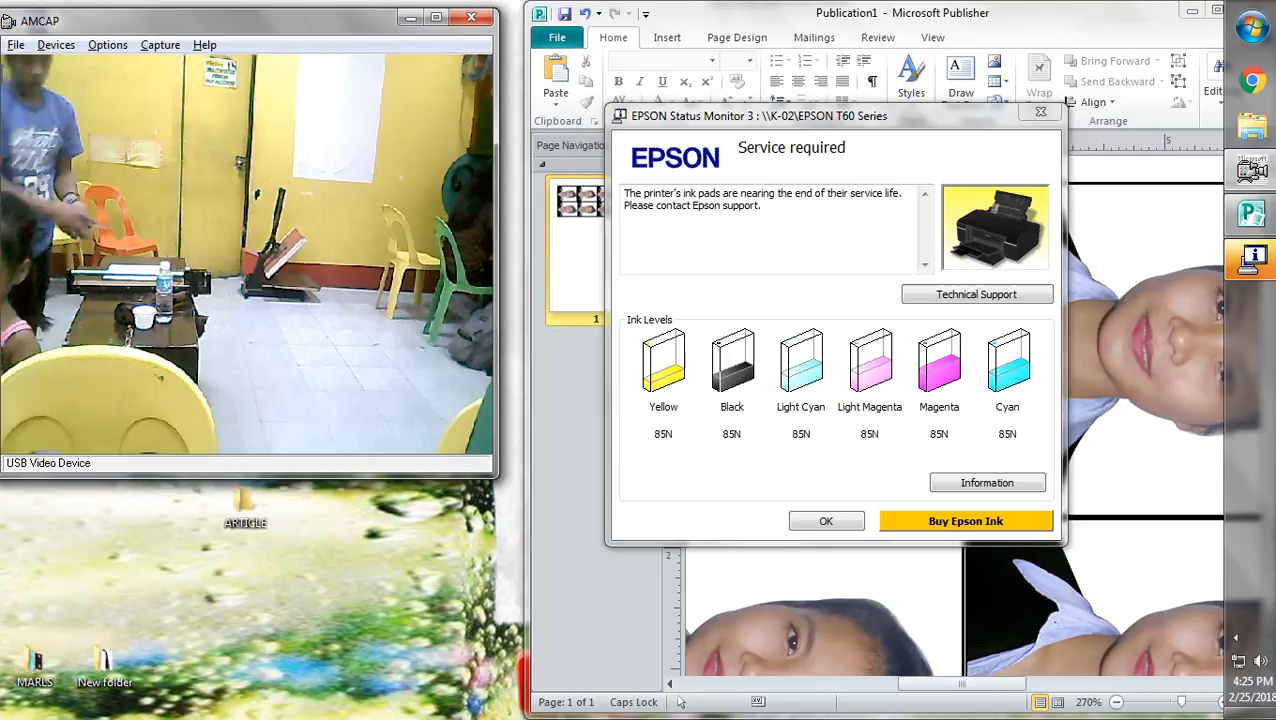 AMCAP
File Devices Options Capture Help
USB Video Device
ARTICLE
MARLS
New folder
Publication1 - Microsoft Publisher
File Home Insert Page Design Mailings Review View
Paste
Clipboard
B I U
Styles
Draw
Wrap
Bring Forward
Send Backward
Align
Arrange
Edit
Page Navigatio
1
5
EPSON Status Monitor 3 : \\K-02\EPSON T60 Series
EPSON
Service required
The printer's ink pads are nearing the end of their service life.
Please contact Epson support.
Technical Support
Ink Levels
Yellow Black Light Cyan Light Magenta Magenta Cyan
85N 85N 85N 85N 85N 85N
Information
OK
Buy Epson Ink
2
Page: 1 of 1 Caps Lock
270%
Microsoft
4:25 PM
2/25/2018